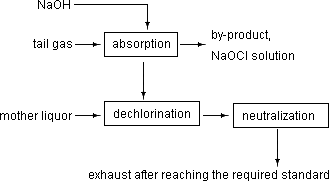 NaOH
tail gas
absorption
by-product,
NaOCl solution
mother liquor
dechlorination
neutralization
exhaust after reaching the required standard